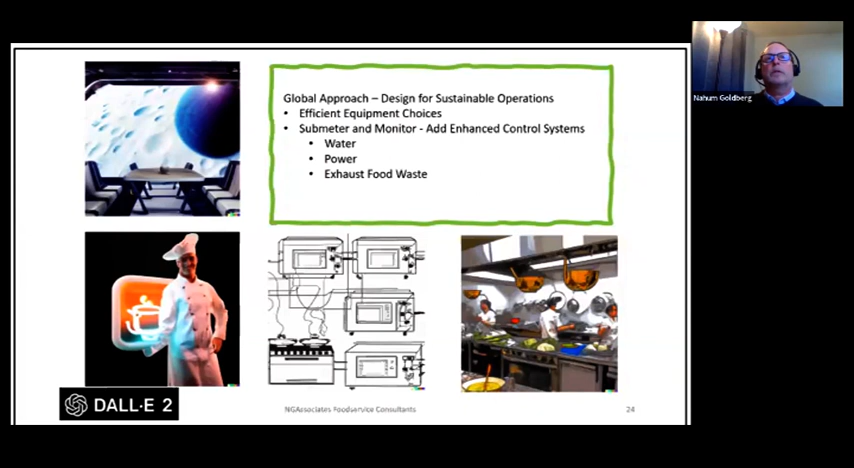 Nahum Goldberg
Global Approach – Design for Sustainable Operations
• Efficient Equipment Choices
• Submeter and Monitor - Add Enhanced Control Systems
• Water
• Power
• Exhaust Food Waste
DALL·E 2
NGAssociates Foodservice Consultants
24